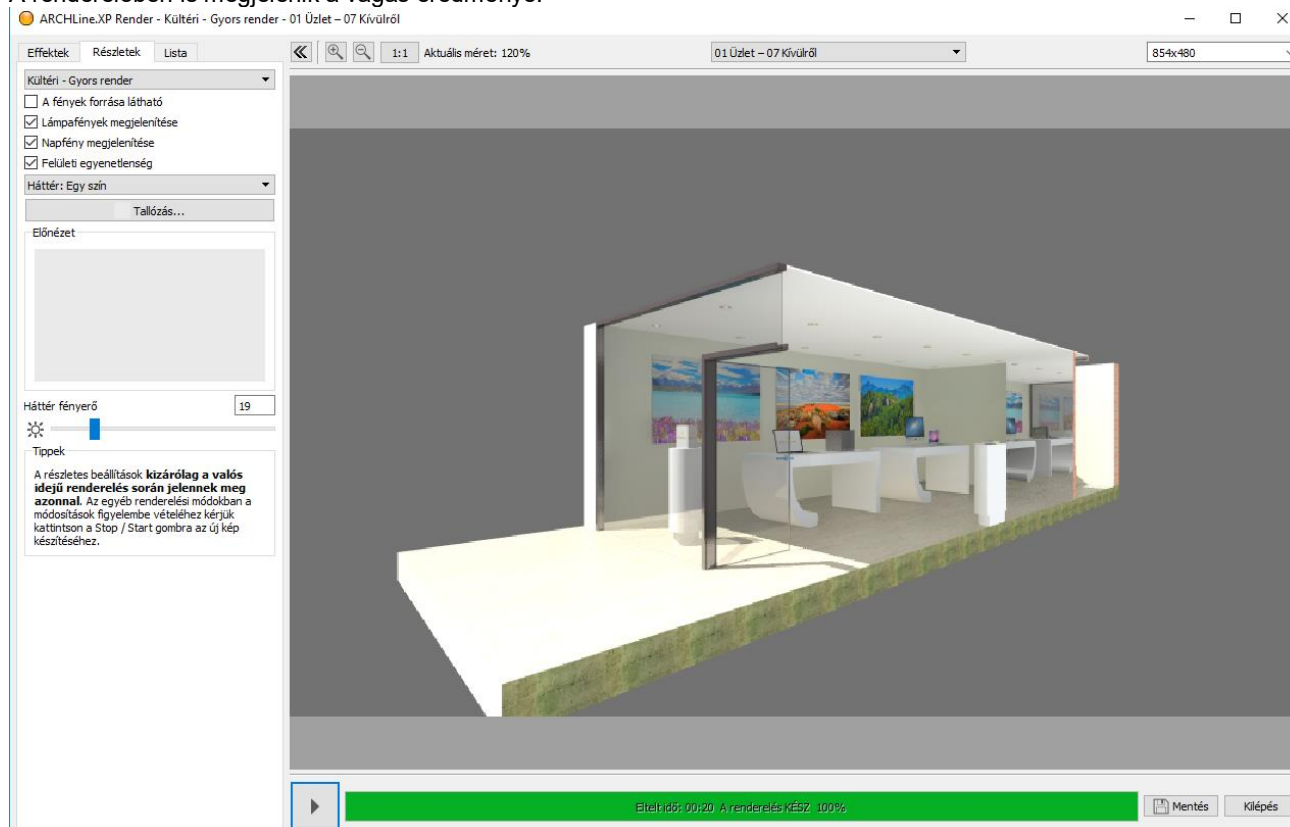 A renderelőben is megjelenik a vágás eredménye.
ARCHLine.XP Render - Kültéri - Gyors render - 01 Üzlet – 07 Kívülről
Effektek Részletek Lista
1:1 Aktuális méret: 120% 01 Üzlet – 07 Kívülről 854x480
Kültéri - Gyors render
A fények forrása látható
Lámpafények megjelenítése
Napfény megjelenítése
Felületi egyenetlenség
Háttér: Egy szín
Tallózás...
Előnézet
Háttér fényerő 19
Tippek
A részletes beállítások kizárólag a valós
idejű renderelés során jelennek meg
azonnal. Az egyéb renderelési módokban a
módosítások figyelembe vételéhez kérjük
kattintson a Stop / Start gombra az új kép
készítéséhez.
Eltelt idő: 00:20 A renderelés KÉSZ 100%
Mentés Kilépés